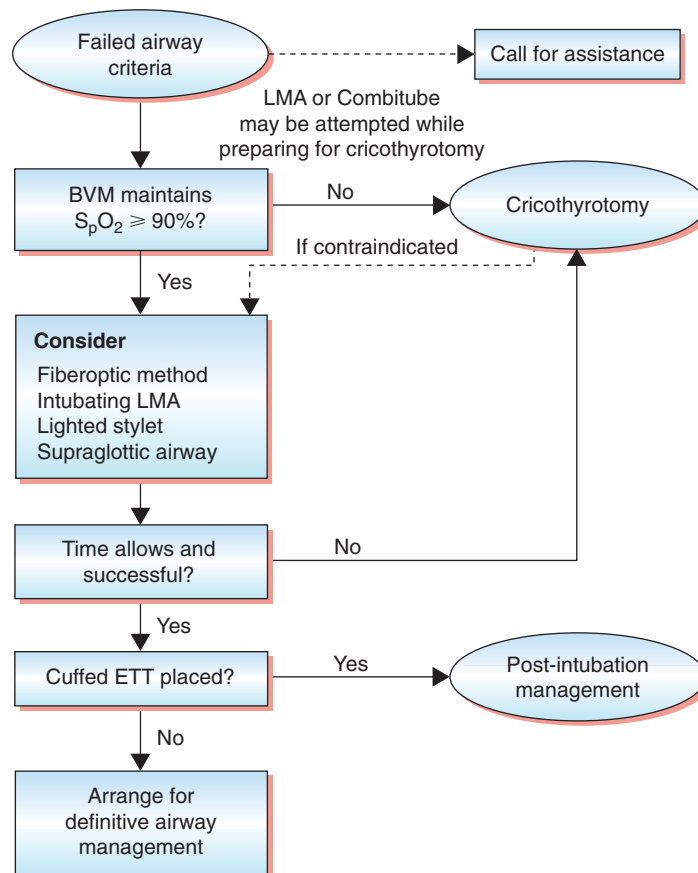 Failed airway
criteria
Call for assistance
LMA or Combitube
may be attempted while
preparing for cricothyrotomy
BVM maintains
SpO2 ⩾ 90%?
No
Cricothyrotomy
If contraindicated
Yes
Consider
Fiberoptic method
Intubating LMA
Lighted stylet
Supraglottic airway
Time allows and
successful?
No
Yes
Cuffed ETT placed?
Yes
Post-intubation
management
No
Arrange for
definitive airway
management